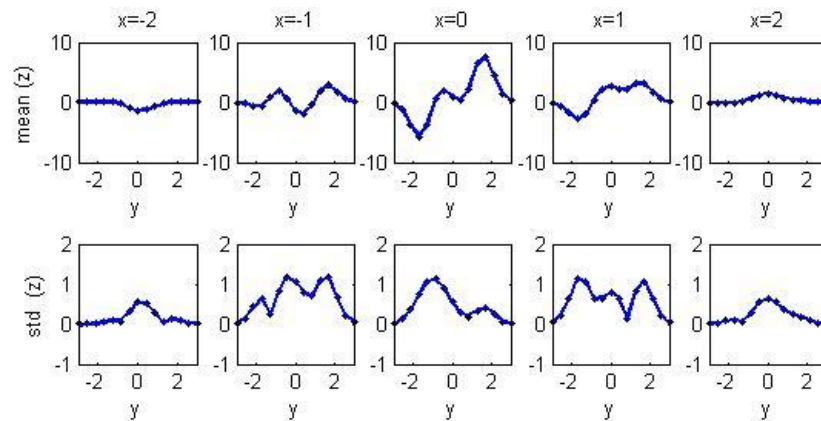 x=-2 x=-1 x=0 x=1 x=2
mean (z)
10 10 10 10 10
0 0 0 0 0
-10 -10 -10 -10 -10
-2 0 2 -2 0 2 -2 0 2 -2 0 2 -2 0 2
y y y y y
std (z)
2 2 2 2 2
1 1 1 1 1
0 0 0 0 0
-1 -1 -1 -1 -1
-2 0 2 -2 0 2 -2 0 2 -2 0 2 -2 0 2
y y y y y